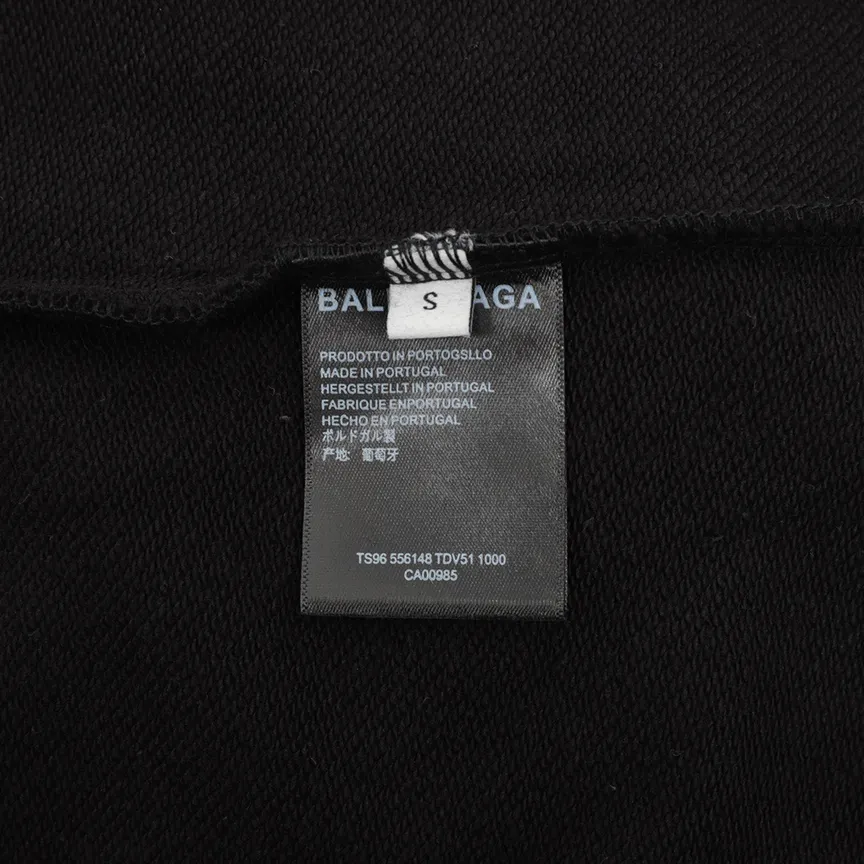 BAL AGA
S
PRODOTTO IN PORTOGSLLO
MADE IN PORTUGAL
HERGESTELLT IN PORTUGAL
FABRIQUE ENPORTUGAL
HECHO EN PORTUGAL
ポルドガル製
产地: 葡萄牙
TS96 556148 TDV51 1000
CA00985